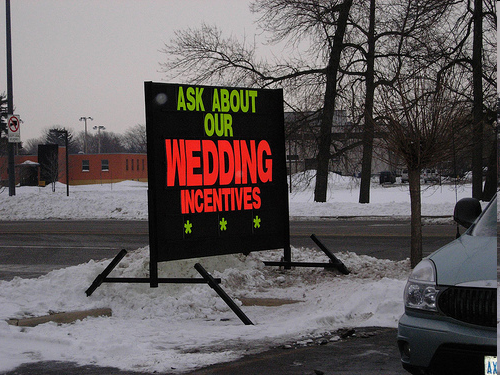 ASK ABOUT
OUR
WEDDING
INCENTIVES
* * *